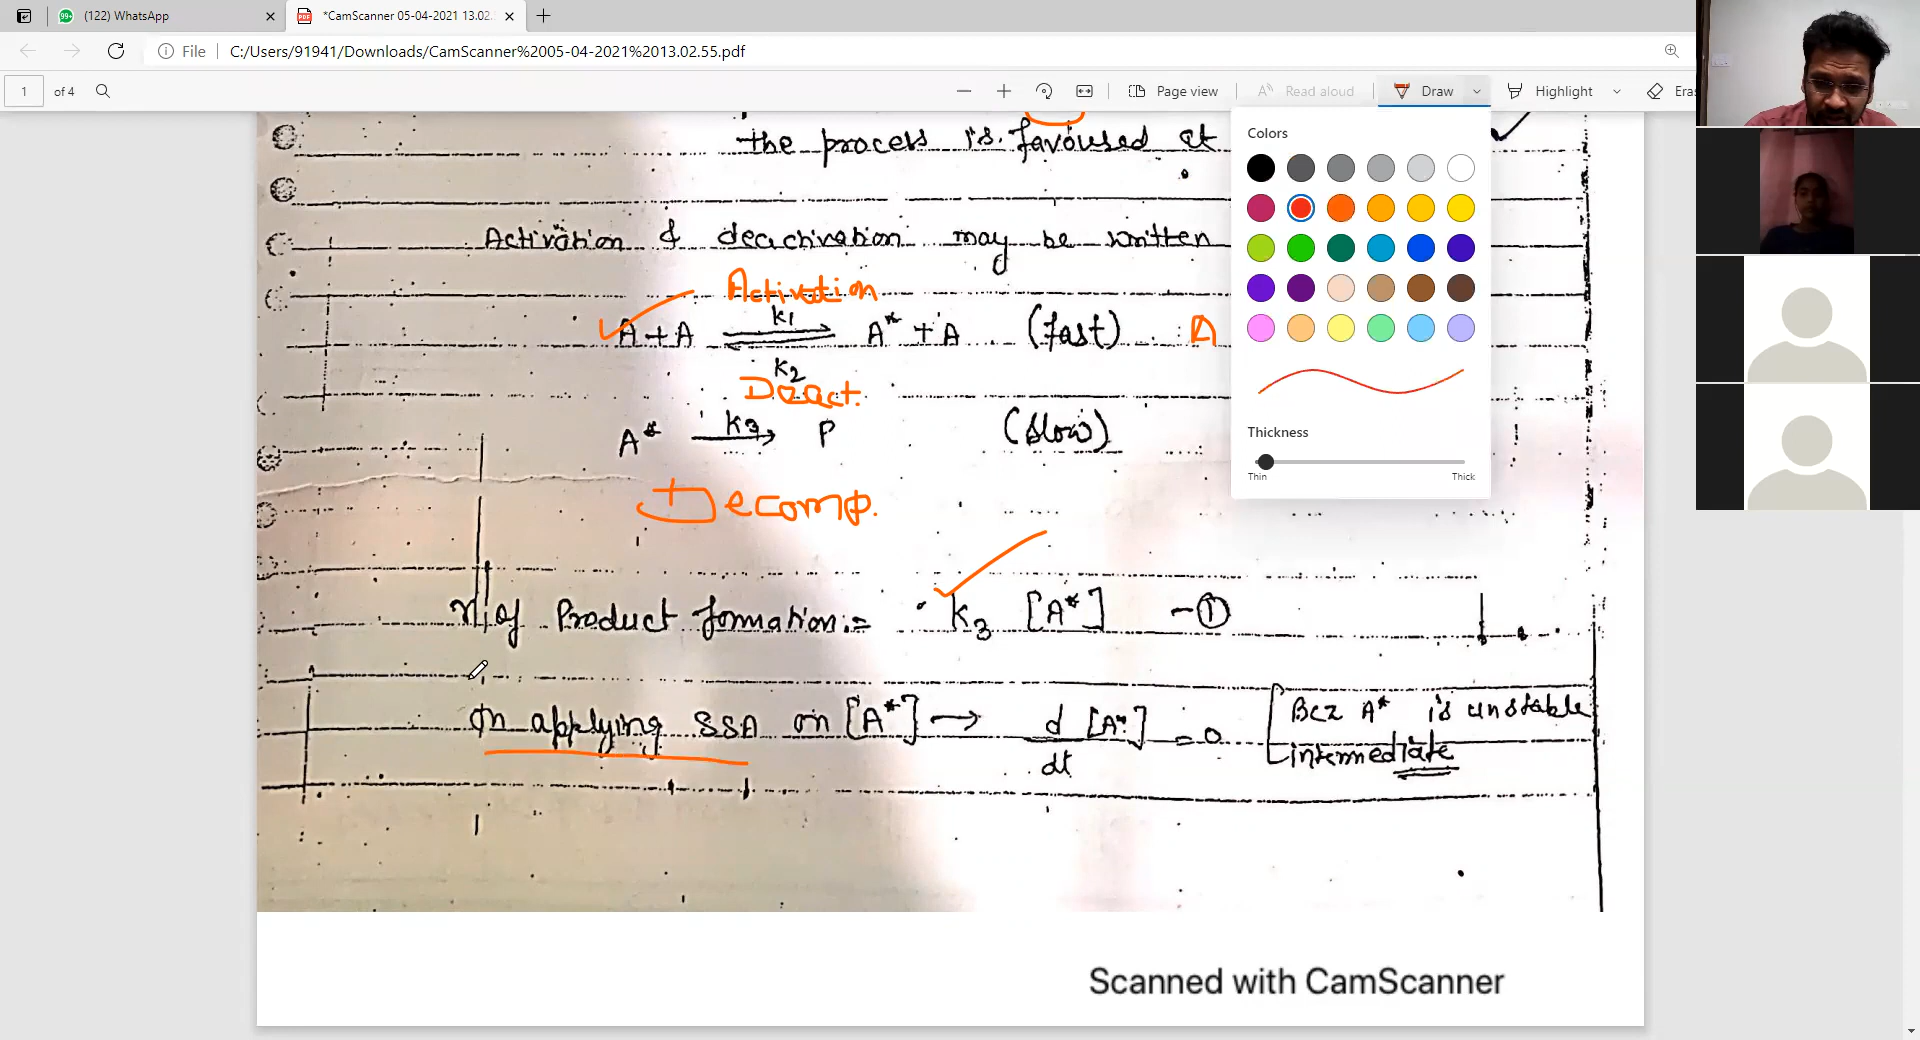 (122) WhatsApp
*CamScanner 05-04-2021 13.02.
File
C:/Users/91941/Downloads/CamScanner%2005-04-2021%2013.02.55.pdf
1 of 4
Page view
Read aloud
Draw
Highlight
Eras
Colors
Thickness
Thin Thick
the process is favoused at
Activation & deactivation may be written
Activation
A + A k1 k2 A* + A (fast) A
Deact.
A* k3 → P (slow)
Decomp.
r. of Product formation = k3 [A*] -①
On applying SSA on [A*] → d [A*] / dt = 0 [Bcz A* is unstable
intermediate
Scanned with CamScanner